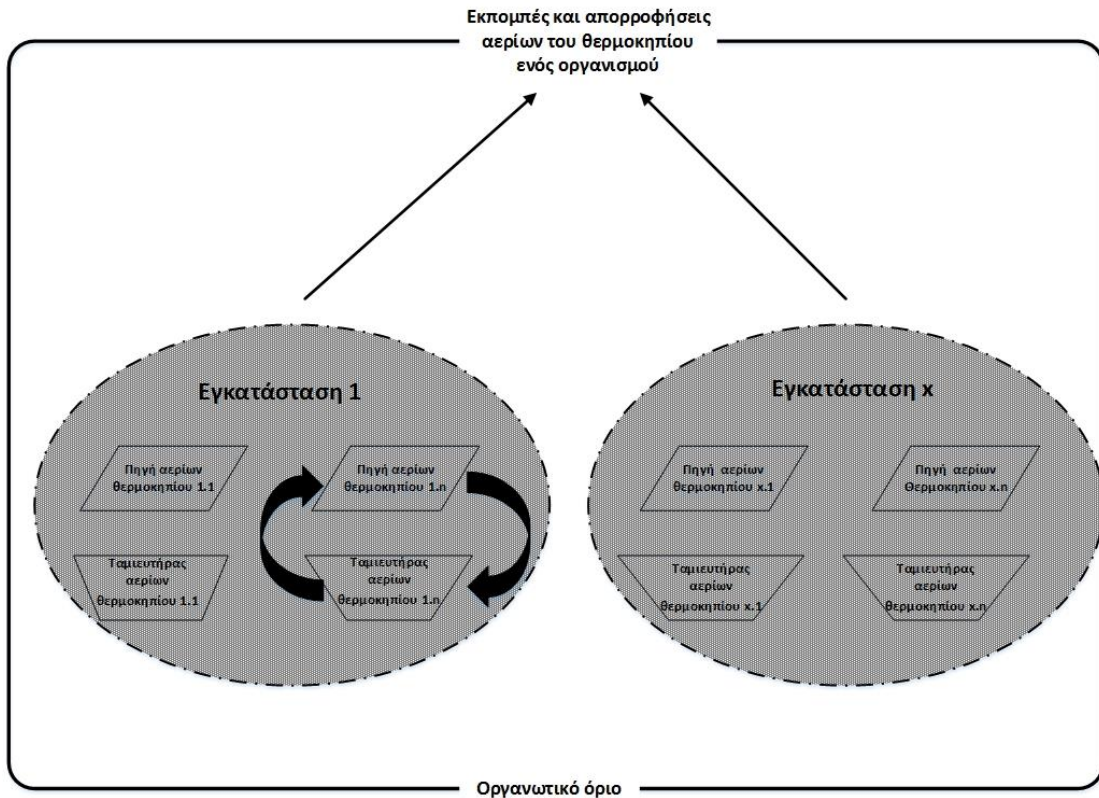 Εκπομπές και απορροφήσεις
αερίων του θερμοκηπίου
ενός οργανισμού
Εγκατάσταση 1
Πηγή αερίων
θερμοκηπίου 1.1
Πηγή αερίων
θερμοκηπίου 1.n
Ταμιευτήρας
αερίων
θερμοκηπίου 1.1
Ταμιευτήρας
αερίων
θερμοκηπίου 1.n
Εγκατάσταση x
Πηγή αερίων
θερμοκηπίου x.1
Πηγή αερίων
Θερμοκηπίου x.n
Ταμιευτήρας
αερίων
θερμοκηπίου x.1
Ταμιευτήρας
αερίων
θερμοκηπίου x.n
Οργανωτικό όριο